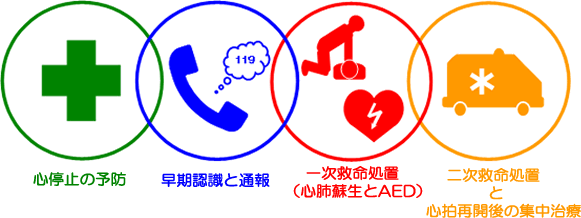 119
心停止の予防
早期認識と通報
一次救命処置
（心肺蘇生とAED）
二次救命処置
と
心拍再開後の集中治療